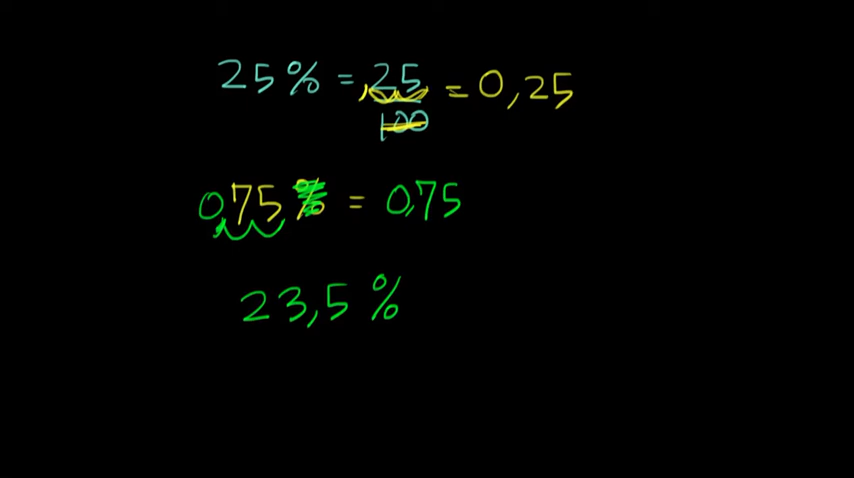 25% = 25/100 = 0,25
0,75 % = 0,75
23,5 %